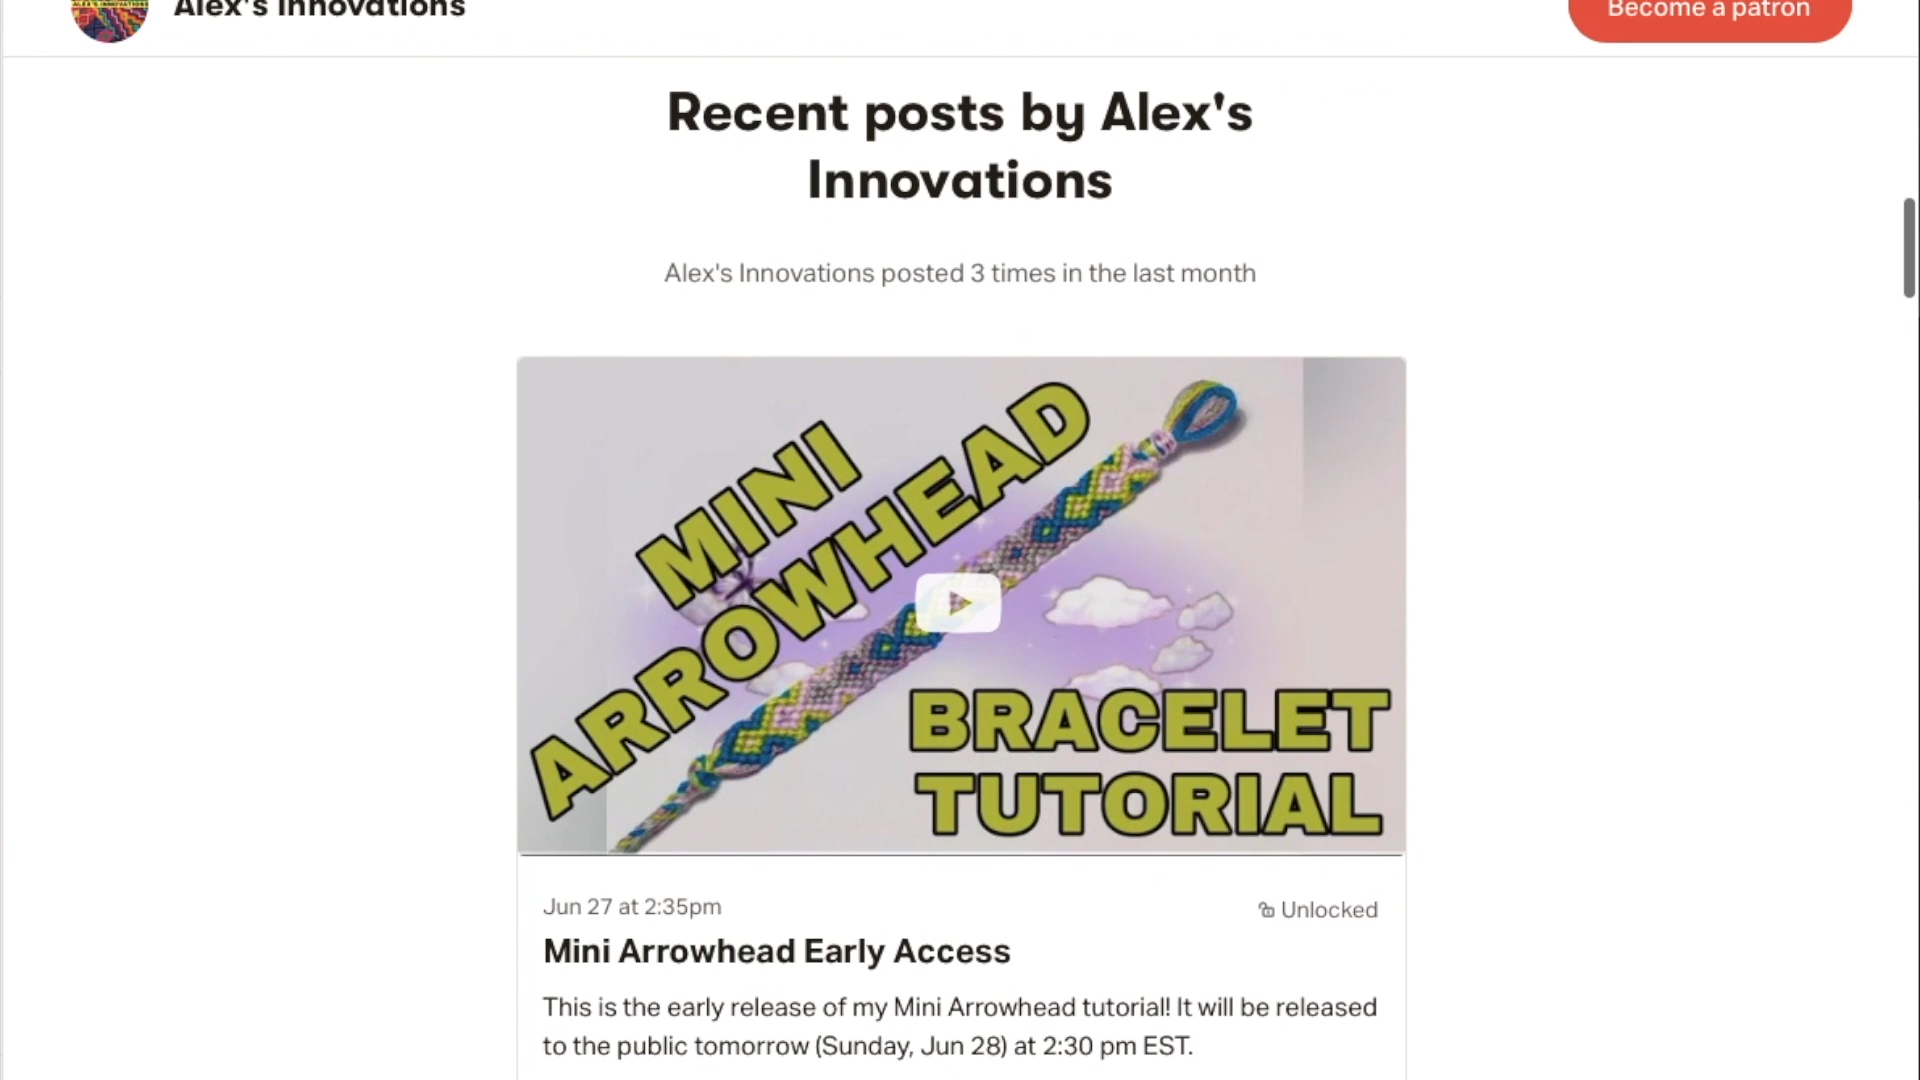 Alex's Innovations
Become a patron
Recent posts by Alex's
Innovations
Alex's Innovations posted 3 times in the last month
MINI
ARROWHEAD
BRACELET
TUTORIAL
Jun 27 at 2:35pm
Unlocked
Mini Arrowhead Early Access
This is the early release of my Mini Arrowhead tutorial! It will be released
to the public tomorrow (Sunday, Jun 28) at 2:30 pm EST.